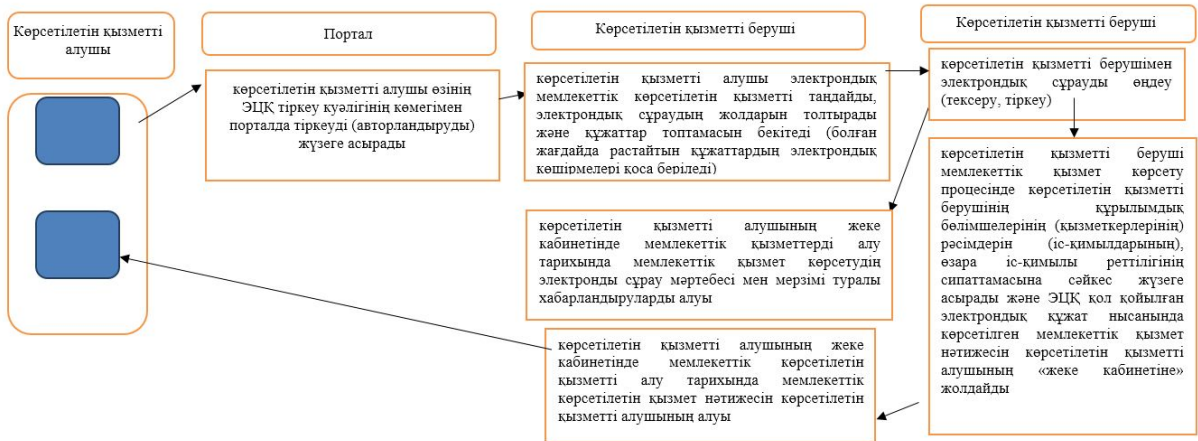 Көрсетілетін қызметті
алушы
Портал
Көрсетілетін қызметті беруші
Көрсетілетін қызметті беруші
көрсетілетін қызметті алушы өзінің
ЭЦҚ тіркеу куәлігінің көмегімен
порталда тіркеуді (авторландыруды)
жүзеге асырады
көрсетілетін қызметті алушы электрондық
мемлекеттік көрсетілетін қызметті таңдайды,
электрондық сұраудың жолдарын толтырады
және құжаттар топтамасын бекітеді (болған
жағдайда растайтын құжаттардың электрондық
көшірмелері қоса беріледі)
көрсетілетін қызметті берушімен
электрондық сұрауды өңдеу
(тексеру, тіркеу)
көрсетілетін қызметті алушының жеке
кабинетінде мемлекеттік қызметтерді алу
тарихында мемлекеттік қызмет көрсетудің
электронды сұрау мәртебесі мен мерзімі туралы
хабарландыруларды алуы
көрсетілетін қызметті беруші
мемлекеттік қызмет көрсету
процесінде көрсетілетін қызметті
берушінің құрылымдық
бөлімшелерінің (қызметкерлерінің)
рәсімдерін (іс-қимылдарының),
өзара іс-қимылы реттілігінің
сипаттамасына сәйкес жүзеге
асырады және ЭЦҚ қол қойылған
электрондық құжат нысанында
көрсетілген мемлекеттік қызмет
нәтижесін көрсетілетін қызметті
алушының «жеке кабинетіне»
жолдайды
көрсетілетін қызметті алушының жеке
кабинетінде мемлекеттік көрсетілетін
қызметті алу тарихында мемлекеттік
көрсетілетін қызмет нәтижесін көрсетілетін
қызметті алушының алуы